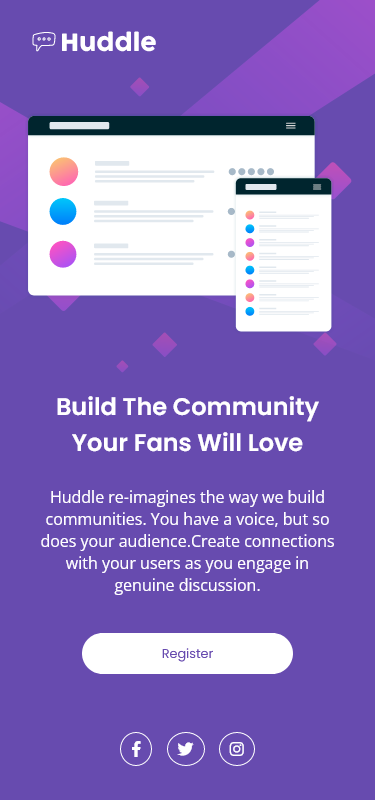 Huddle
Build The Community
Your Fans Will Love
Huddle re-imagines the way we build
communities. You have a voice, but so
does your audience.Create connections
with your users as you engage in
genuine discussion.
Register